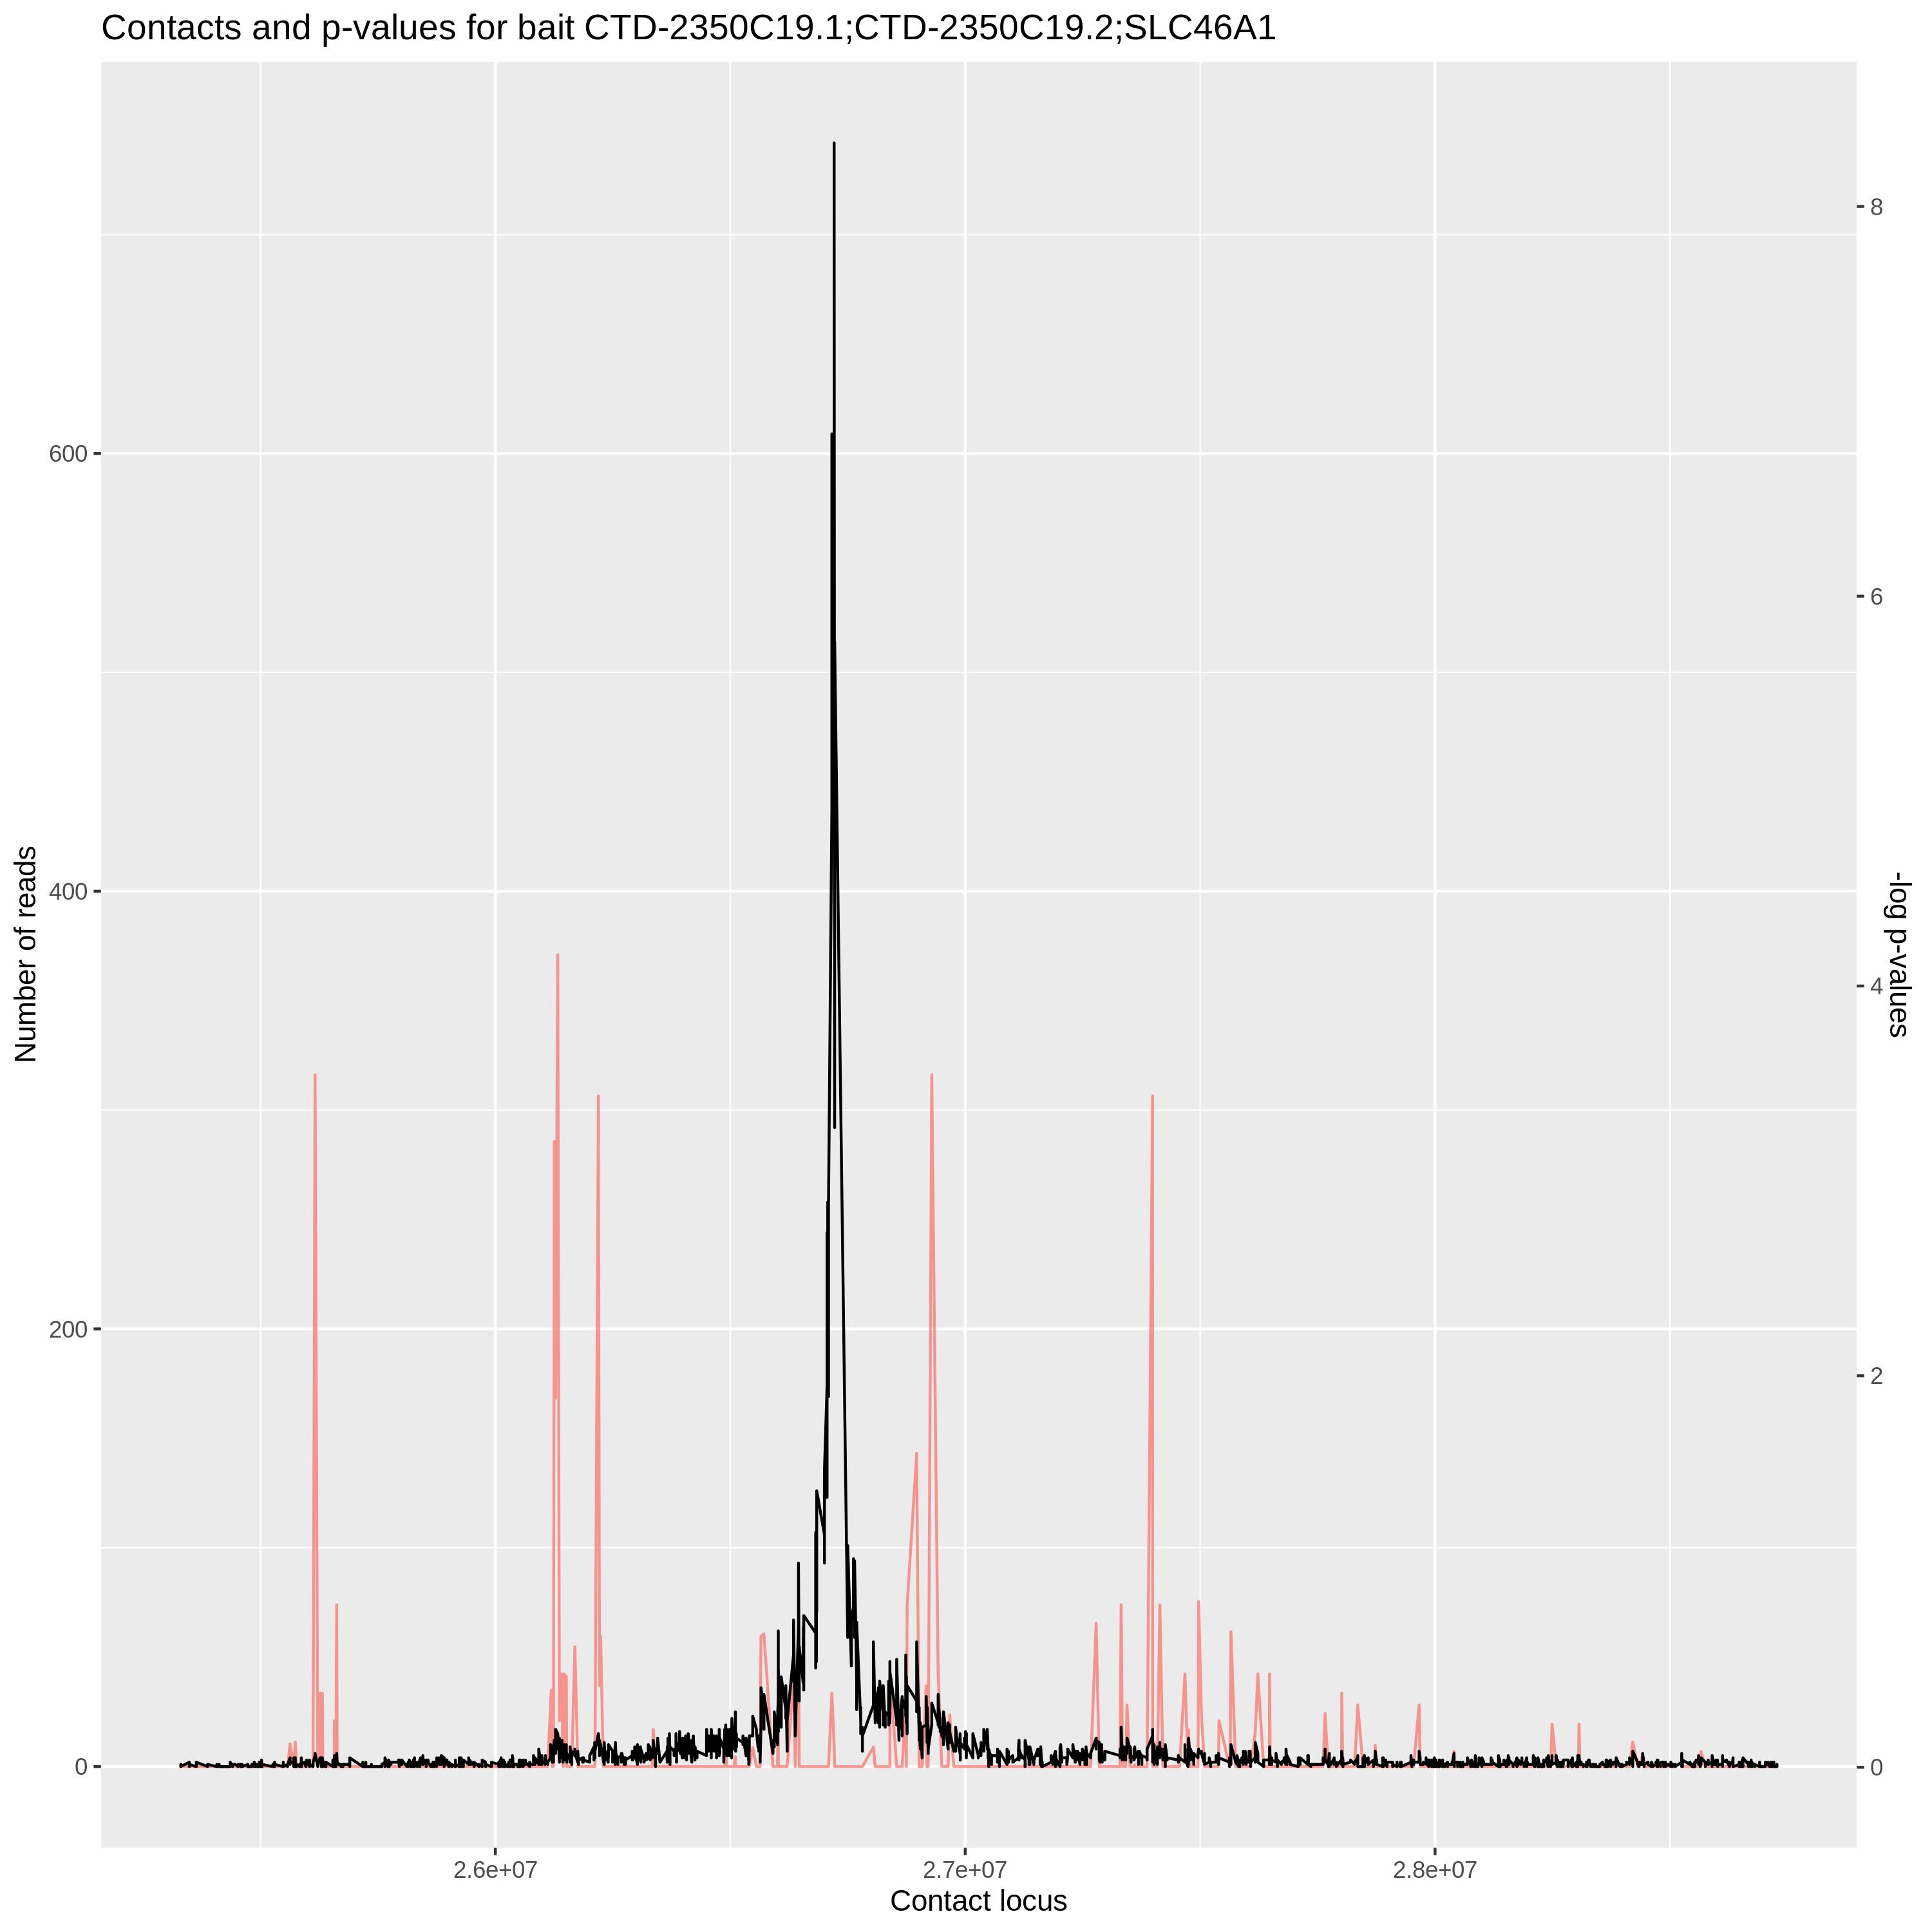 Contacts and p-values for bait CTD-2350C19.1;CTD-2350C19.2;SLC46A1
8
600
6
Number of reads
400
-log p-values
4
200
2
0
0
2.6e+07
2.7e+07
2.8e+07
Contact locus